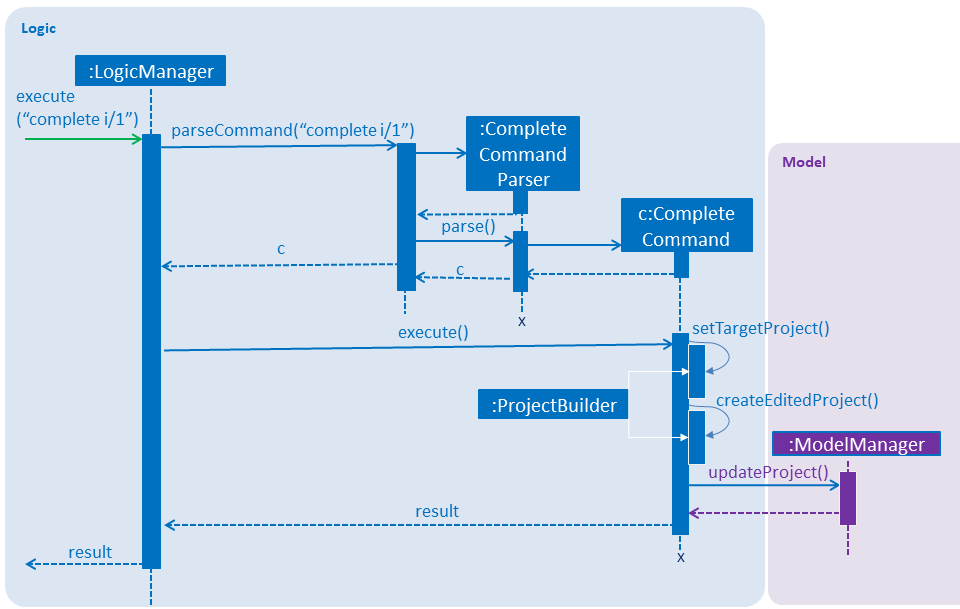 Logic
:LogicManager
execute
(“complete i/1”)
parseCommand(“complete i/1”)
:Complete
Command
Parser
Model
parse()
c:Complete
Command
c
c
x
execute()
setTargetProject()
:ProjectBuilder
createEditedProject()
:ModelManager
updateProject()
result
result
x